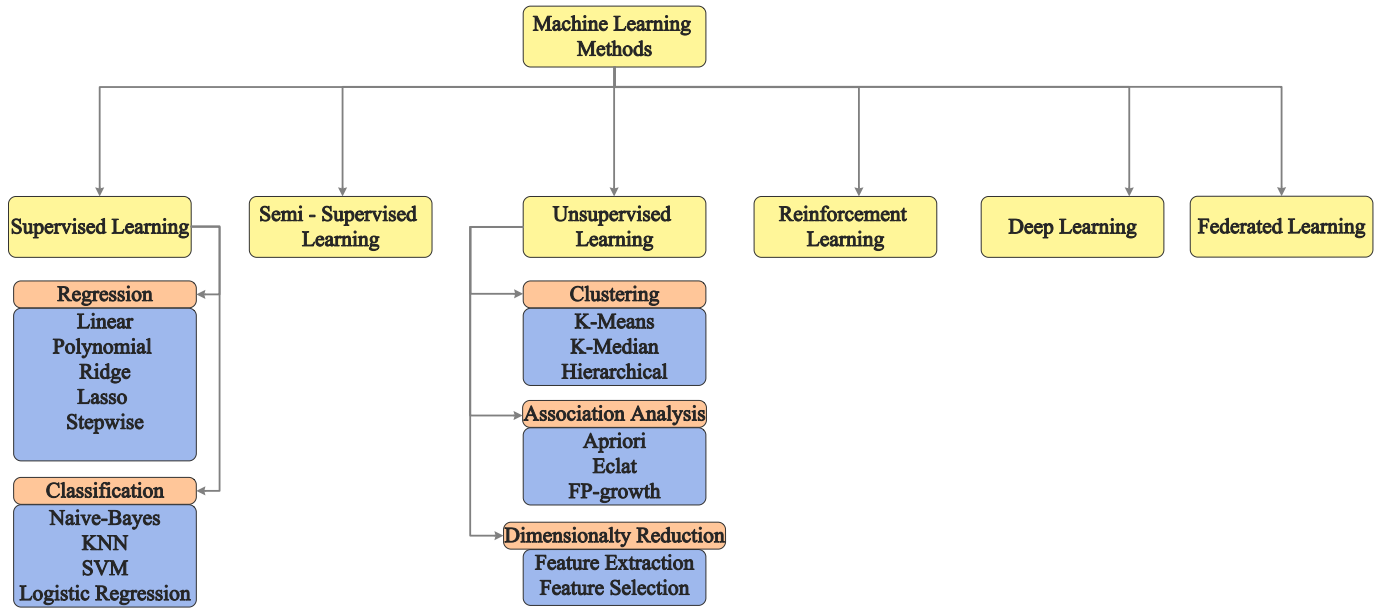 Machine Learning
Methods
Supervised Learning
Semi - Supervised
Learning
Unsupervised
Learning
Reinforcement
Learning
Deep Learning
Federated Learning
Regression
Linear
Polynomial
Ridge
Lasso
Stepwise
Classification
Naive-Bayes
KNN
SVM
Logistic Regression
Clustering
K-Means
K-Median
Hierarchical
Association Analysis
Apriori
Eclat
FP-growth
Dimensionalty Reduction
Feature Extraction
Feature Selection